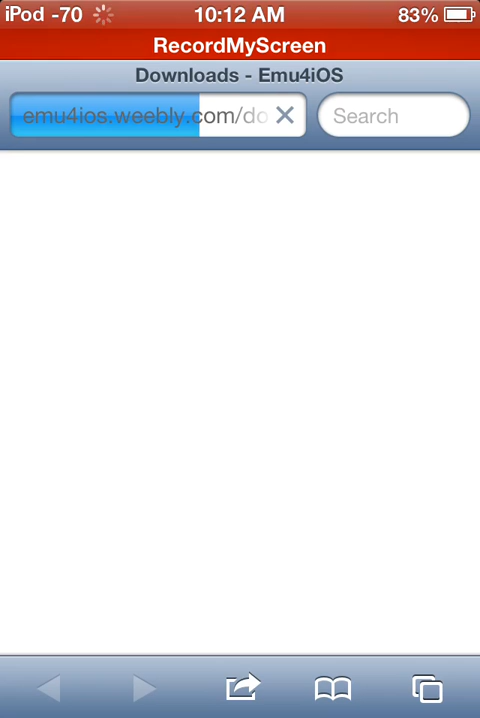 iPod -70 10:12 AM 83%
RecordMyScreen
Downloads - Emu4iOS
emu4ios.weebly.com/do Search